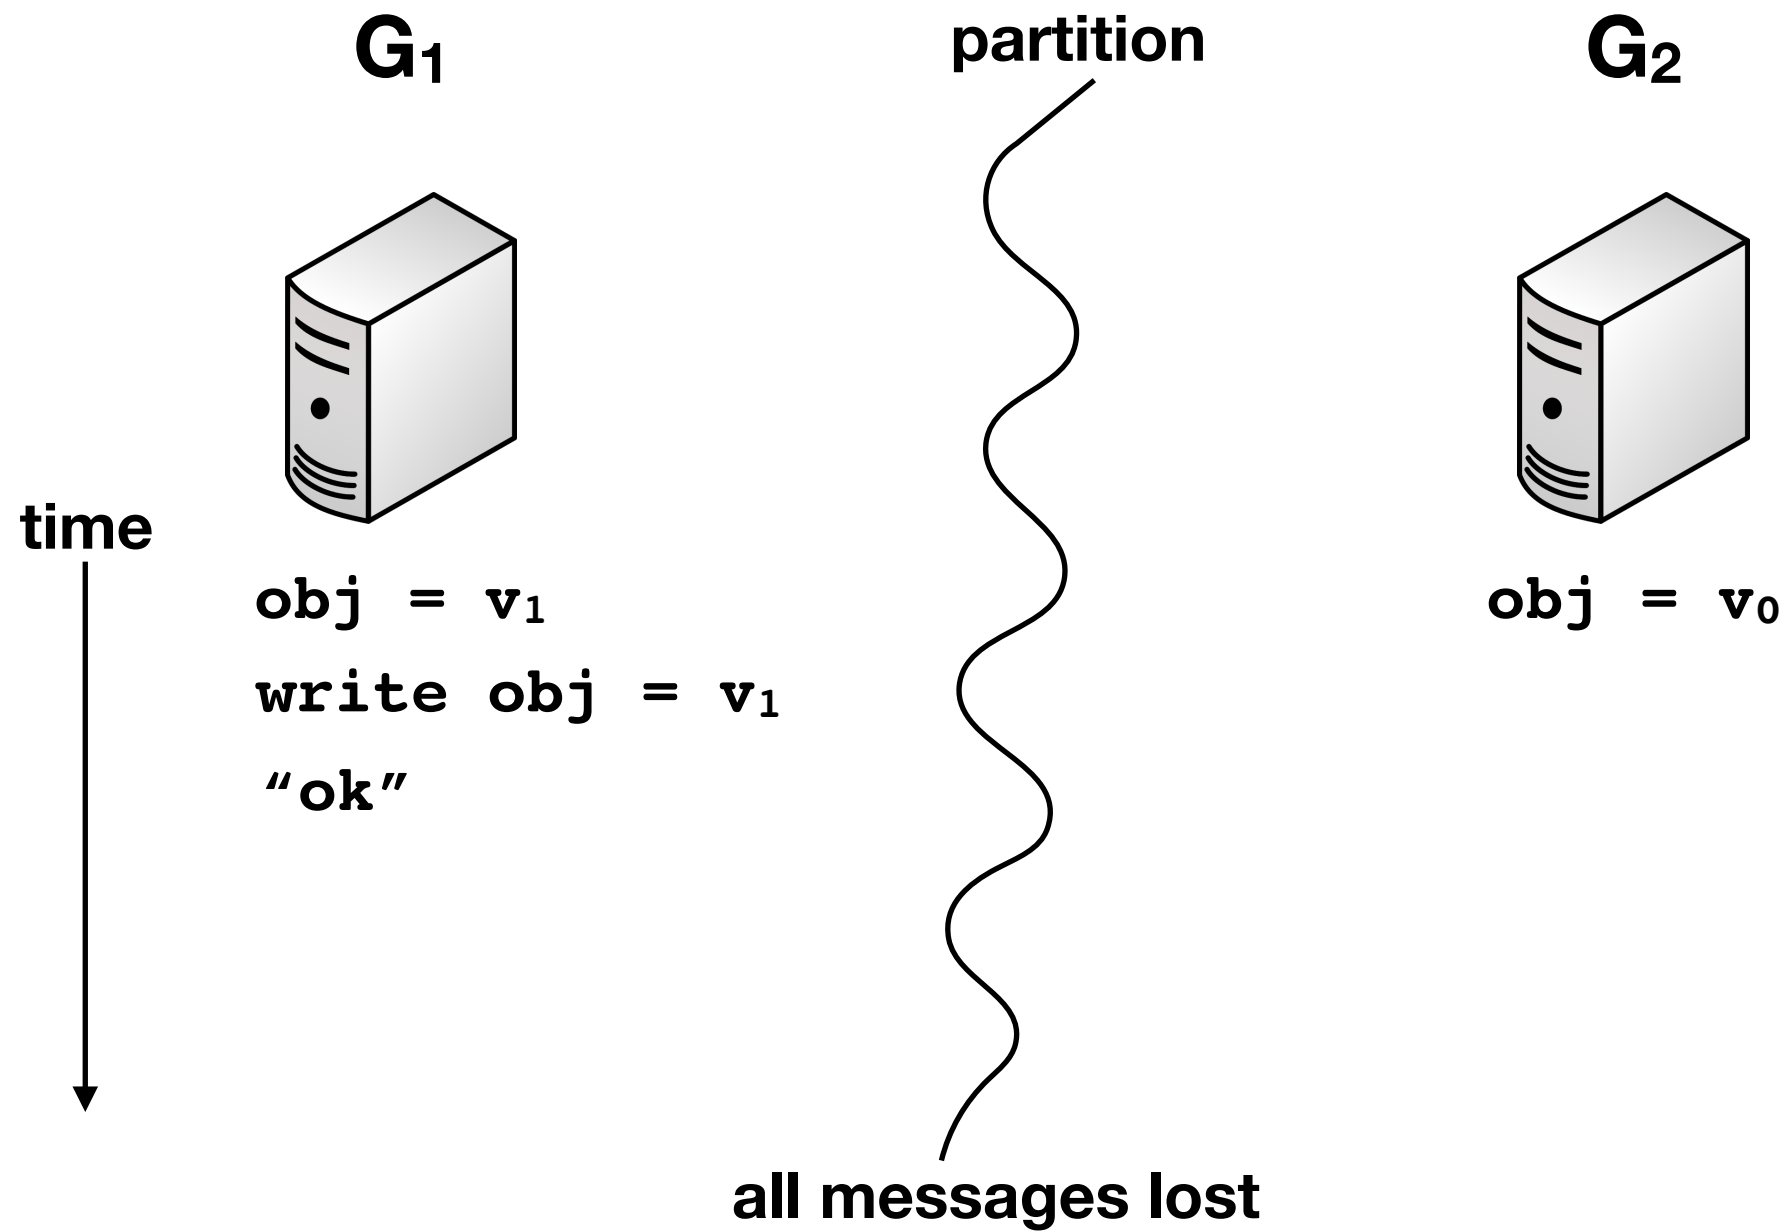 G₁
partition
G₂
time
obj = v₁
obj = v₀
write obj = v₁
“ok”
all messages lost